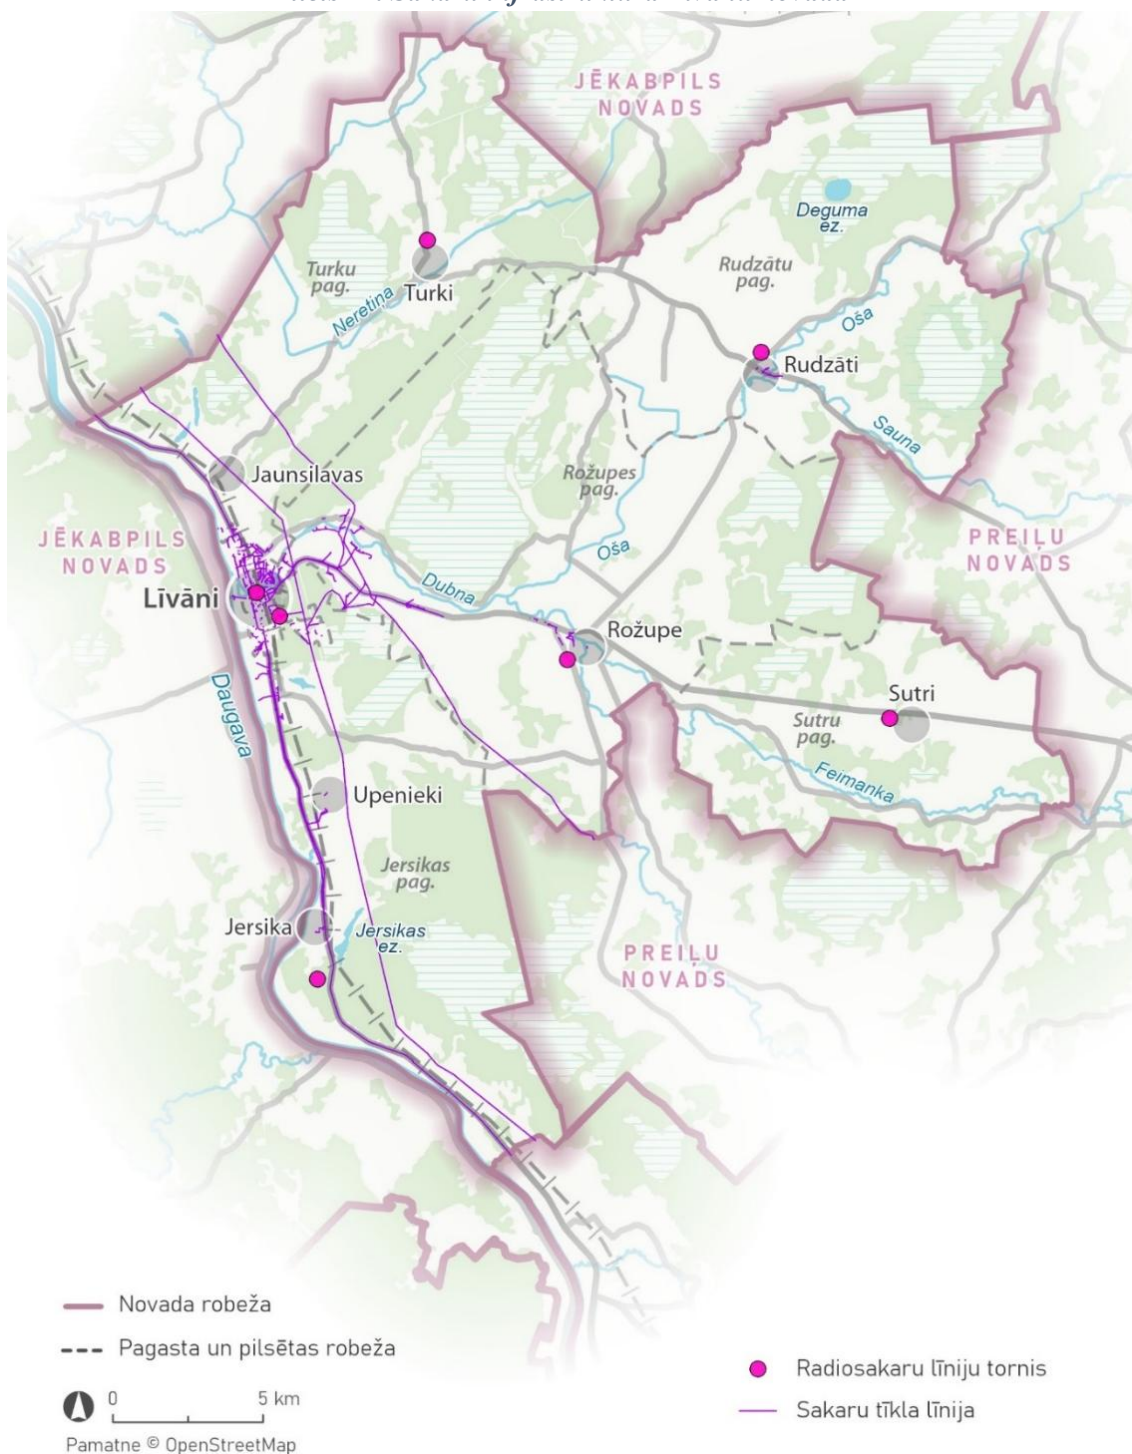 JĒKABPILS
NOVADS
Deguma
ez.
Turku
pag.
Turki
Neretiņa
Rudzātu
pag.
Oša
Rudzāti
Sauna
Jaunsilavas
Rožupes
pag.
JĒKABPILS
NOVADS
PREIĻU
NOVADS
Oša
Dubna
Līvāni
Rožupe
Daugava
Sutri
Sutru
pag.
Feimanka
Upenieki
Jersikas
pag.
Jersika
Jersikas
ez.
PREIĻU
NOVADS
Novada robeža
Pagasta un pilsētas robeža
0 5 km
Pamatne © OpenStreetMap
Radiosakaru līniju tornis
Sakaru tīkla līnija